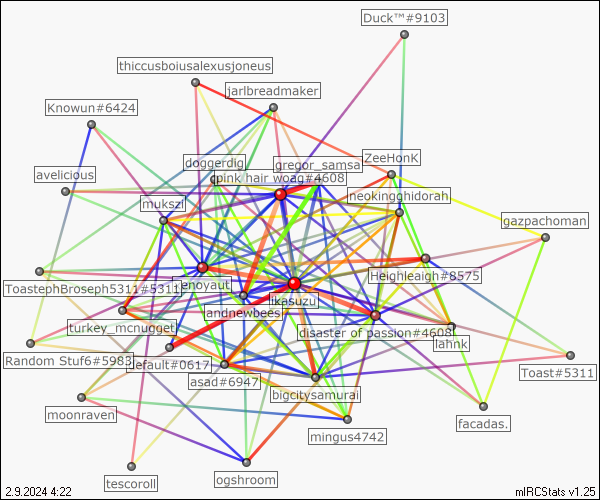 Duck™#9103
thiccusboiusalexusjoneus
jarlbreadmaker
Knowun#6424
doggerdig
gregor_samsa
ZeeHonK
avelicious
pink hair woag#4608
mukszi
neokingghidorah
gazpachoman
enoyaut
Heighleaigh#8575
ToastephBroseph5311#5311
ikasuzu
andnewbees
turkey_mcnugget
disaster of passion#4608
lahnk
Random Stuf6#5983
default#0617
asad#6947
Toast#5311
bigcitysamurai
moonraven
mingus4742
facadas.
tescoroll
ogshroom
2.9.2024 4:22
mIRCStats v1.25